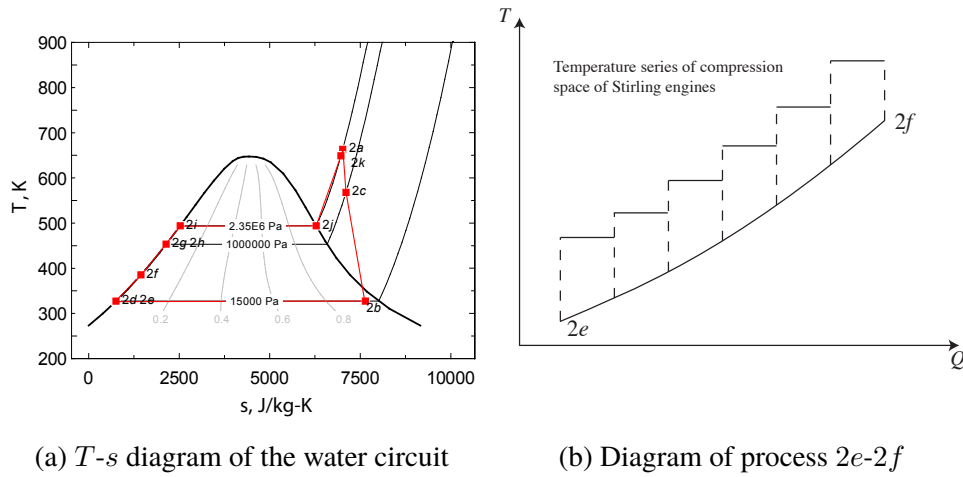 900
800
700
600
500
400
300
200
T, K
0
2500
5000
7500
10000
s, J/kg-K
2a
2k
2c
2i
2.35E6 Pa
2j
2g 2h
1000000 Pa
2f
2d 2e
15000 Pa
2b
0.2
0.4
0.6
0.8
(a) T-s diagram of the water circuit
T
Temperature series of compression
space of Stirling engines
2f
2e
Q
(b) Diagram of process 2e-2f